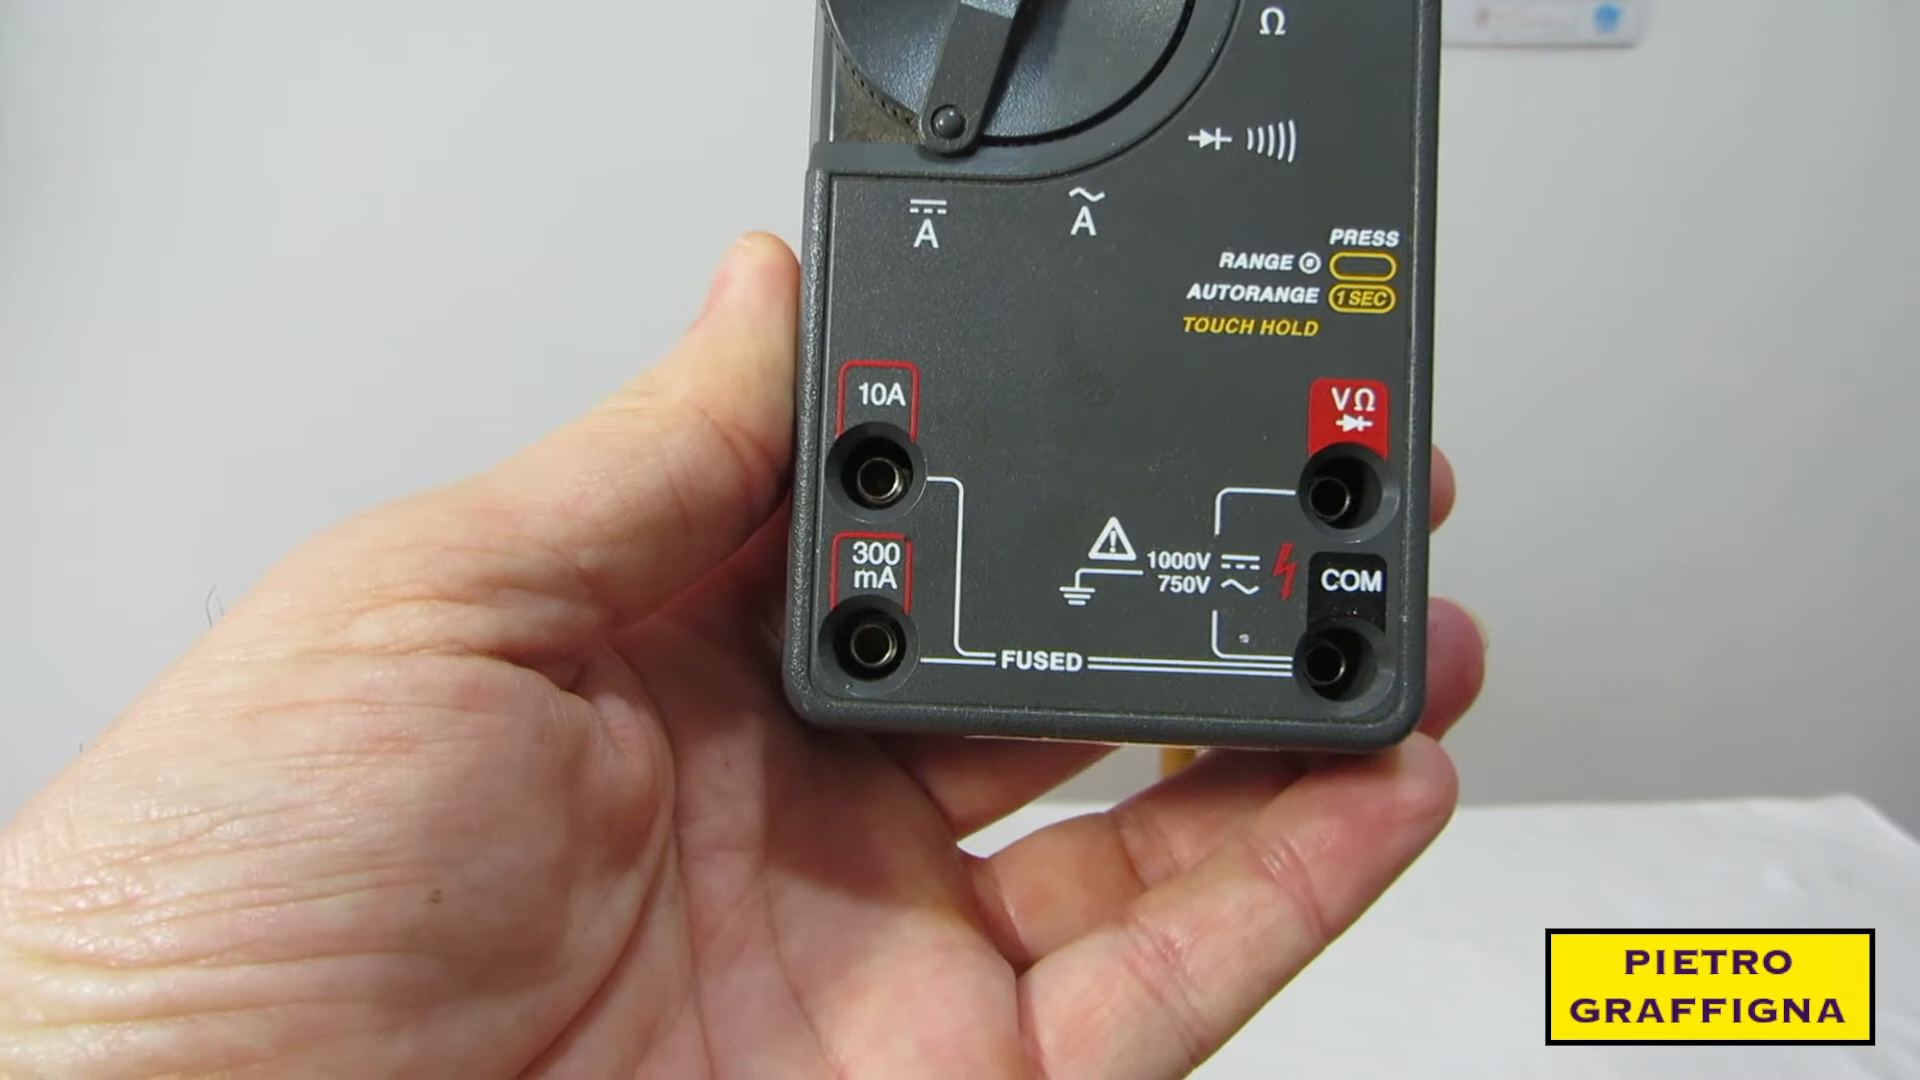 Ω
A
A
PRESS
RANGE
AUTORANGE 1 SEC
TOUCH HOLD
10A
VΩ
300
mA
1000V
750V
COM
FUSED
PIETRO
GRAFFIGNA